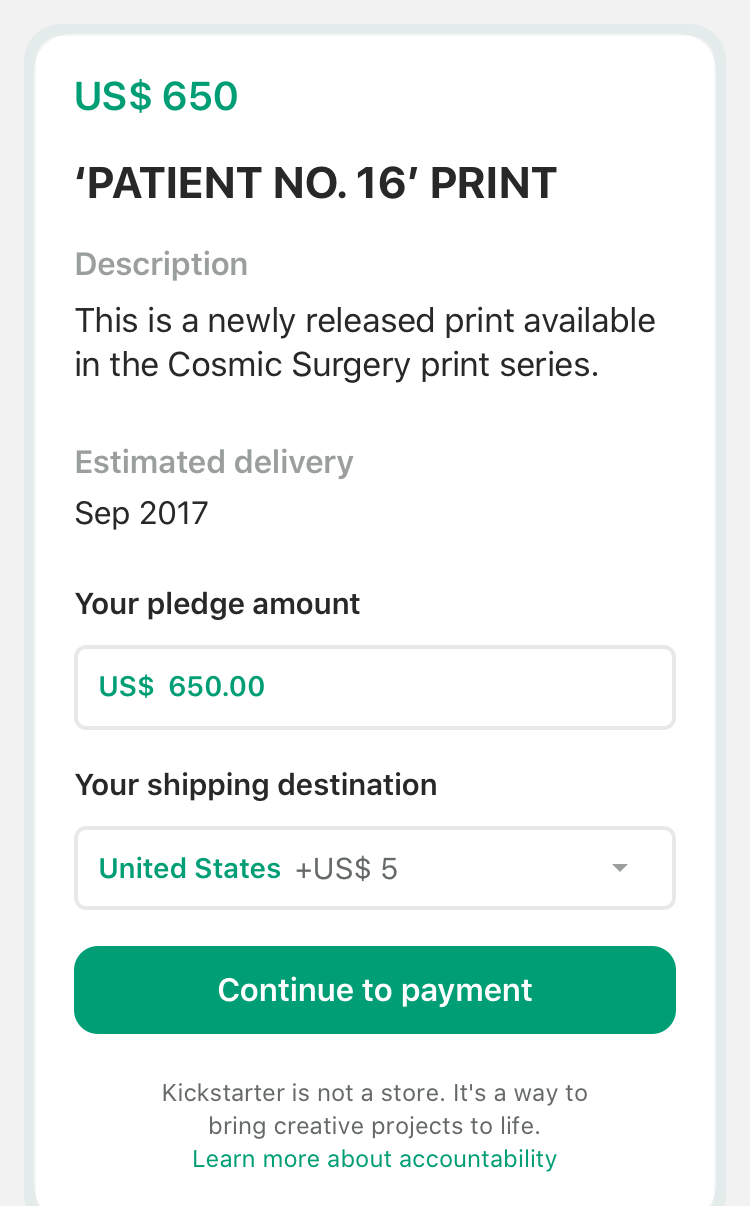 US$ 650
‘PATIENT NO. 16’ PRINT
Description
This is a newly released print available
in the Cosmic Surgery print series.
Estimated delivery
Sep 2017
Your pledge amount
US$ 650.00
Your shipping destination
United States +US$ 5
Continue to payment
Kickstarter is not a store. It's a way to
bring creative projects to life.
Learn more about accountability